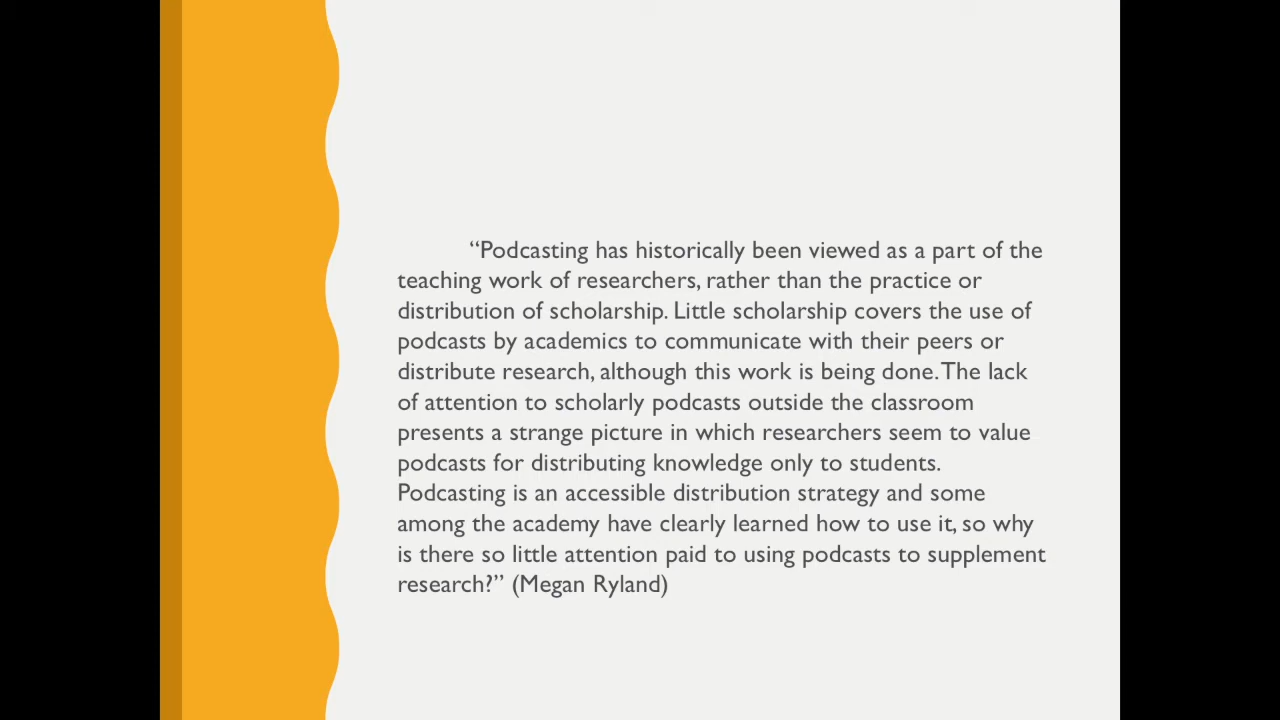 “Podcasting has historically been viewed as a part of the
teaching work of researchers, rather than the practice or
distribution of scholarship. Little scholarship covers the use of
podcasts by academics to communicate with their peers or
distribute research, although this work is being done. The lack
of attention to scholarly podcasts outside the classroom
presents a strange picture in which researchers seem to value
podcasts for distributing knowledge only to students.
Podcasting is an accessible distribution strategy and some
among the academy have clearly learned how to use it, so why
is there so little attention paid to using podcasts to supplement
research?” (Megan Ryland)